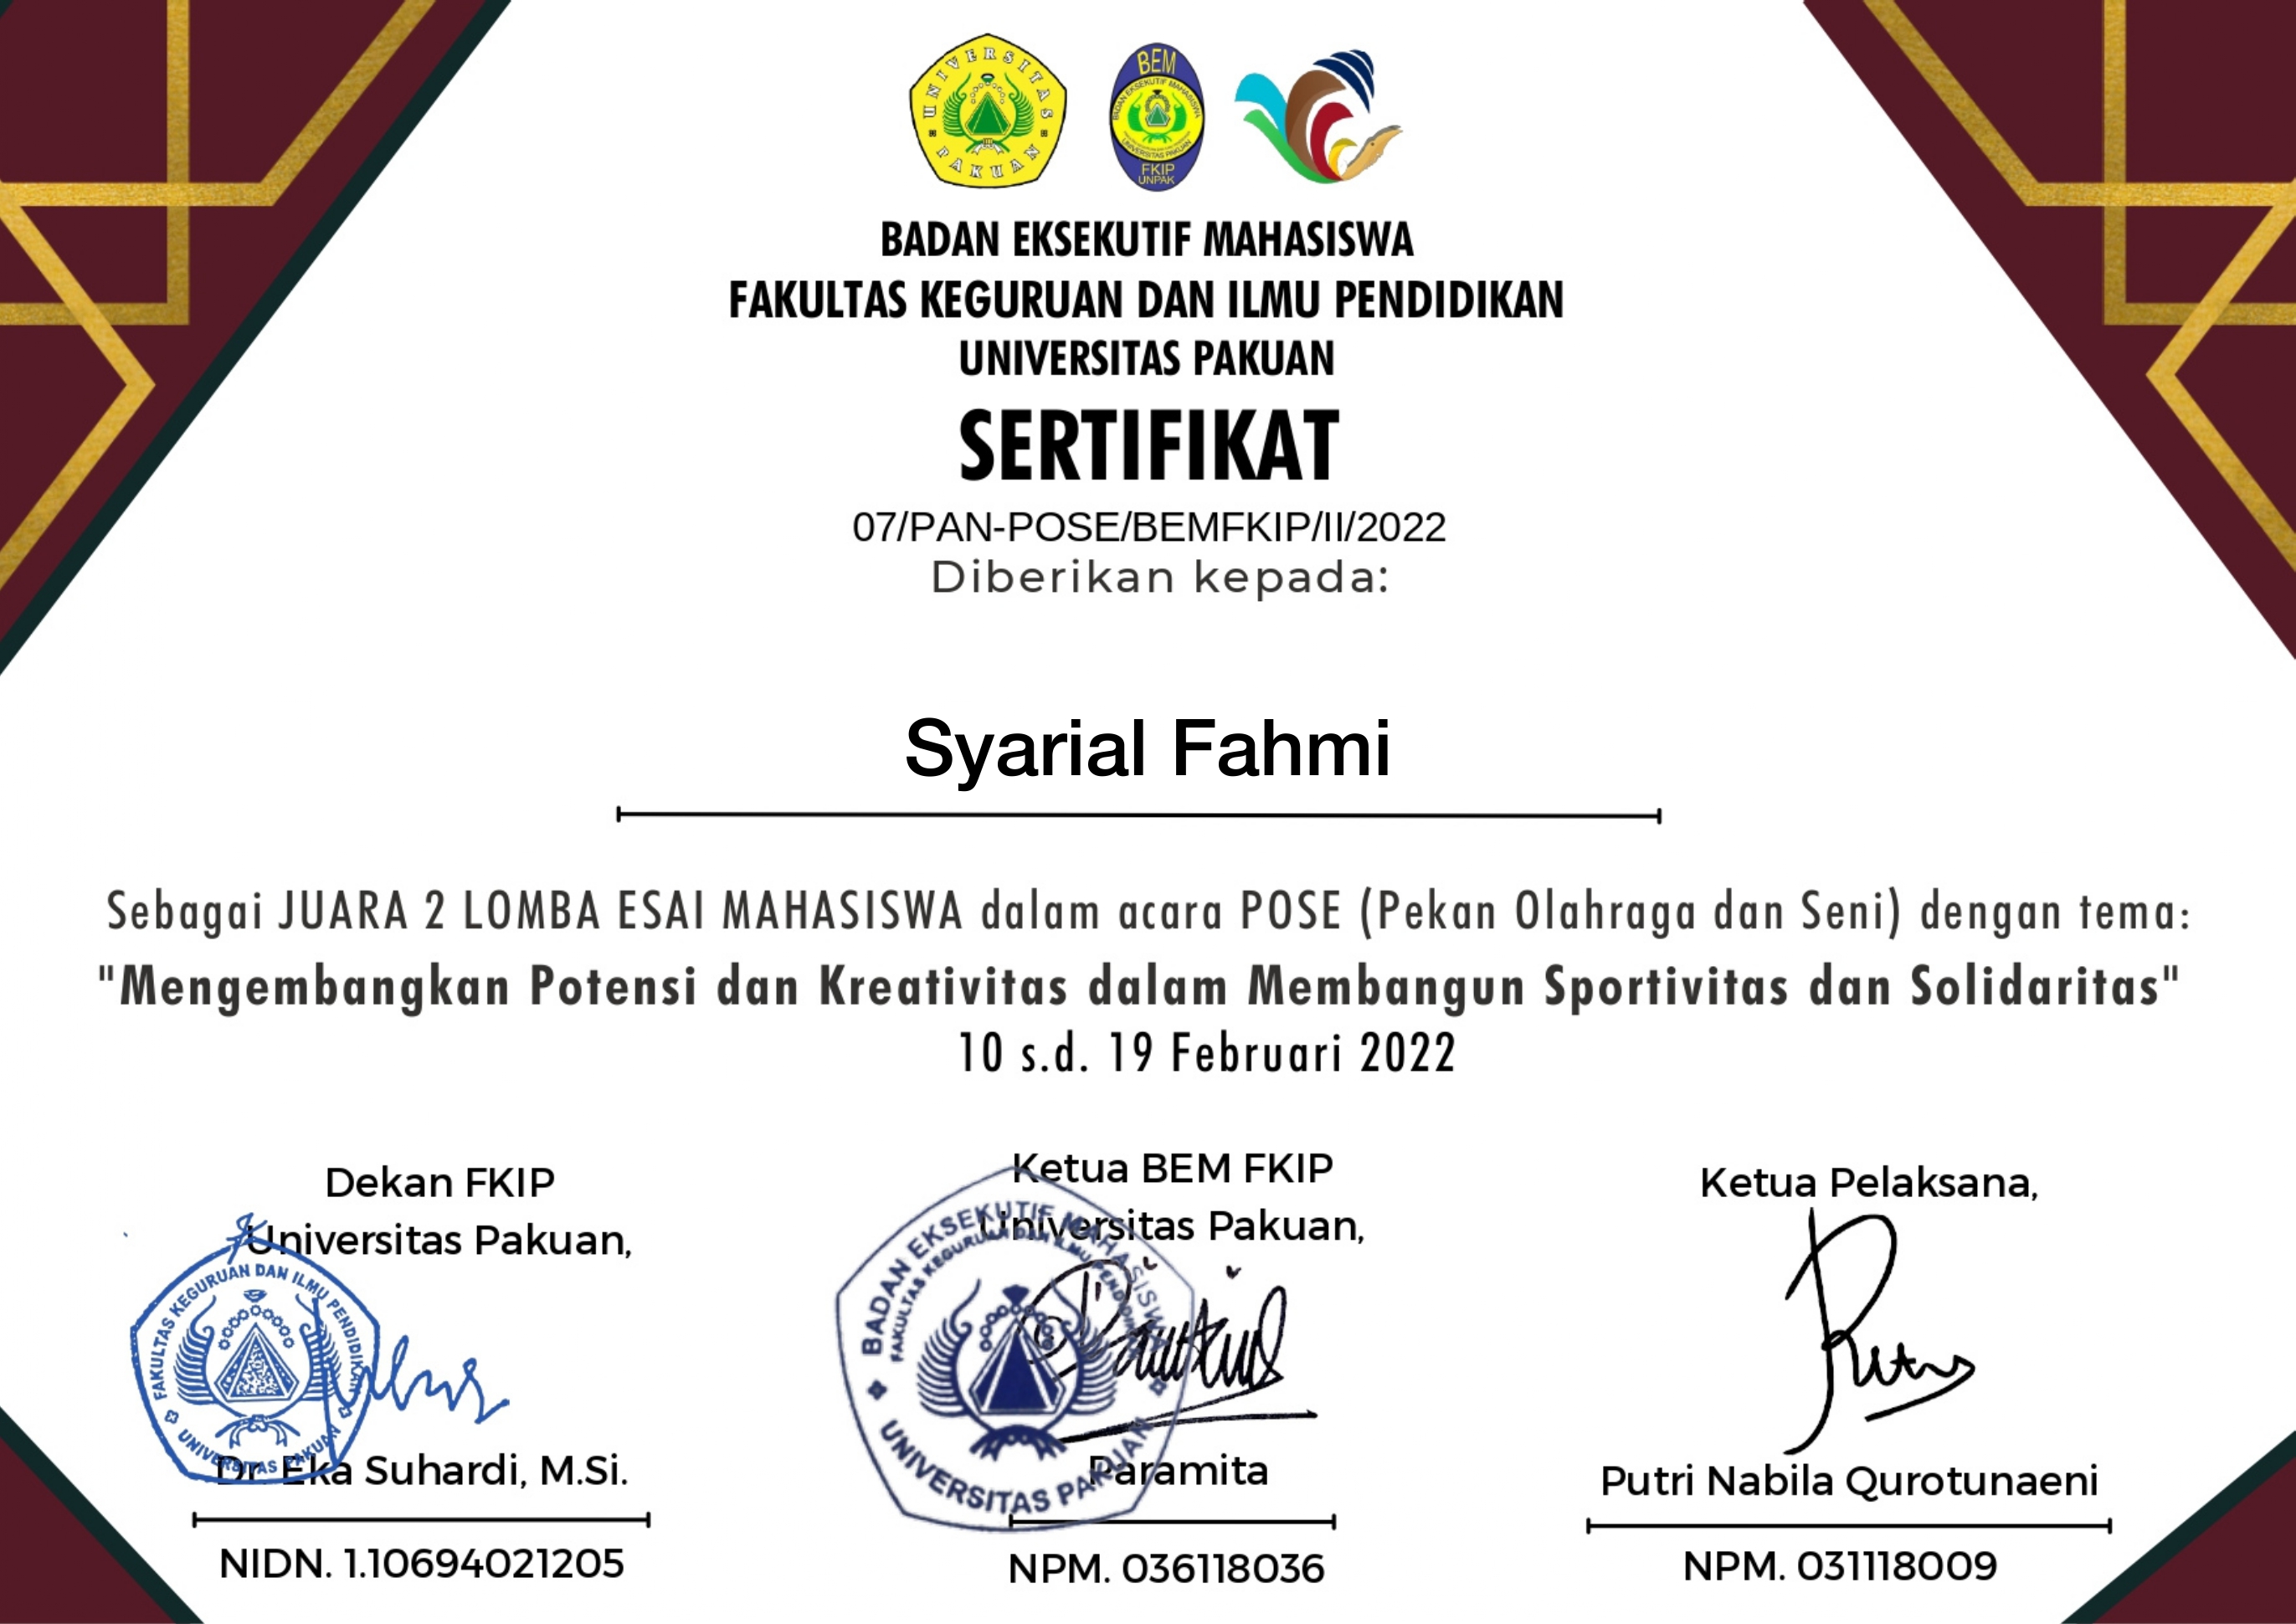 UNIVERSITAS PAKUAN
BEM
BADAN EKSEKUTIF MAHASISWA
UNIVERSITAS PAKUAN
FKIP
UNPAK
BADAN EKSEKUTIF MAHASISWA
FAKULTAS KEGURUAN DAN ILMU PENDIDIKAN
UNIVERSITAS PAKUAN
SERTIFIKAT
07/PAN-POSE/BEMFKIP/II/2022
Diberikan kepada:
Syarial Fahmi
Sebagai JUARA 2 LOMBA ESAI MAHASISWA dalam acara POSE (Pekan Olahraga dan Seni) dengan tema:
"Mengembangkan Potensi dan Kreativitas dalam Membangun Sportivitas dan Solidaritas"
10 s.d. 19 Februari 2022
Dekan FKIP
Universitas Pakuan,
FAKULTAS KEGURUAN DAN ILMU PENDIDIKAN
UNIVERSITAS PAKUAN
Dr. Eka Suhardi, M.Si.
NIDN. 1.10694021205
Ketua BEM FKIP
Universitas Pakuan,
BADAN EKSEKUTIF MAHASISWA
FAKULTAS KEGURUAN DAN ILMU PENDIDIKAN
UNIVERSITAS PAKUAN
Paramita
NPM. 036118036
Ketua Pelaksana,
Putri Nabila Qurotunaeni
NPM. 031118009